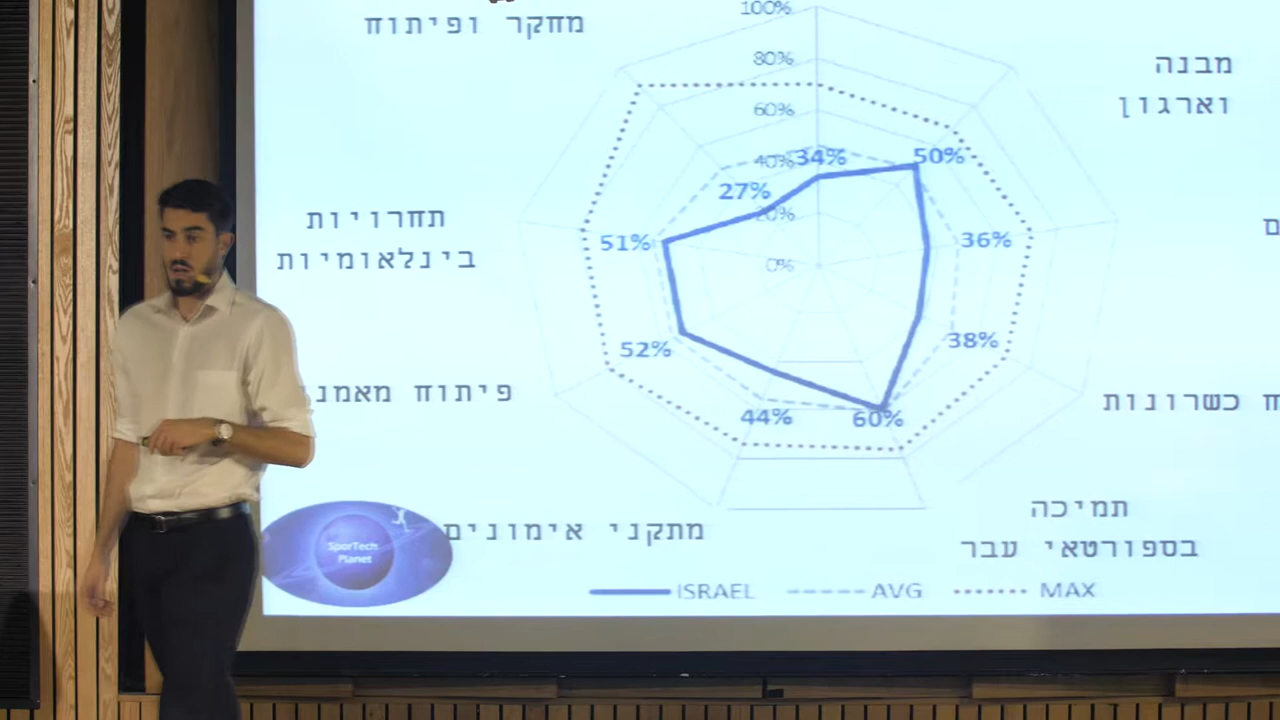 100%
מחקר ופיתוח
80%
מבנה
וארגון
60%
40%
34%
50%
27%
20%
תחרויות
בינלאומיות
51%
36%
0%
52%
38%
פיתוח
כשרונות
44%
60%
תמיכה
בספורטאי עבר
מתקני אימונים
SporTech
Planet
ISRAEL
AVG
MAX